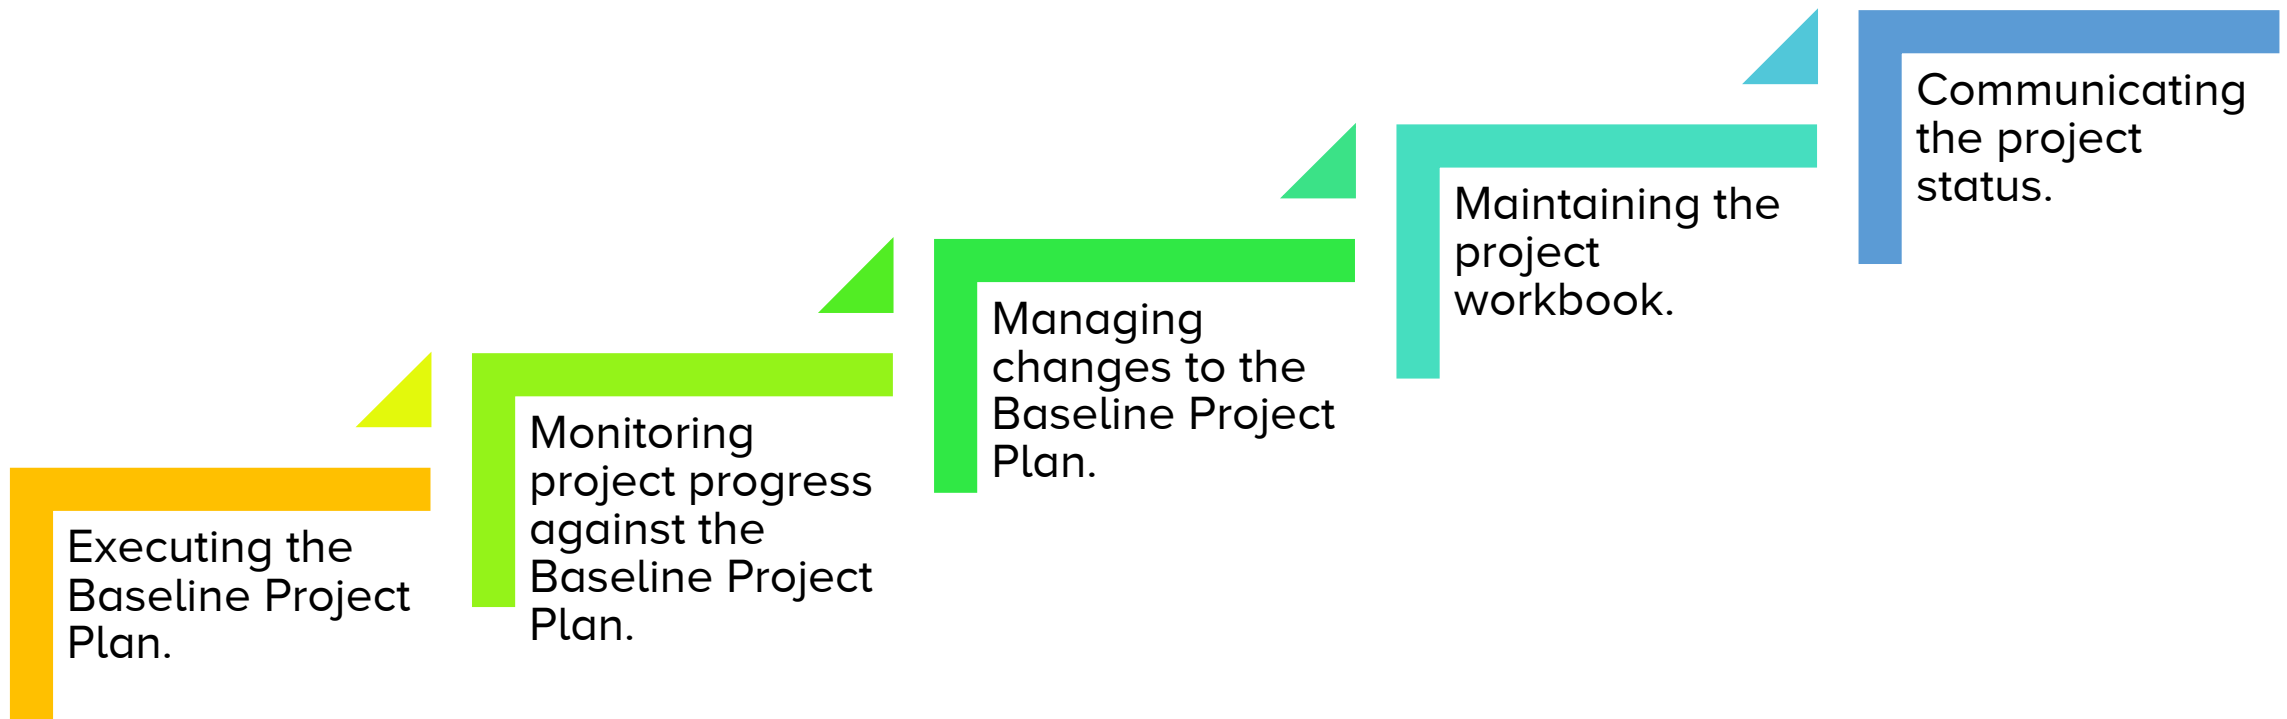 Executing the
Baseline Project
Plan.
Monitoring
project progress
against the
Baseline Project
Plan.
Managing
changes to the
Baseline Project
Plan.
Maintaining the
project
workbook.
Communicating
the project
status.